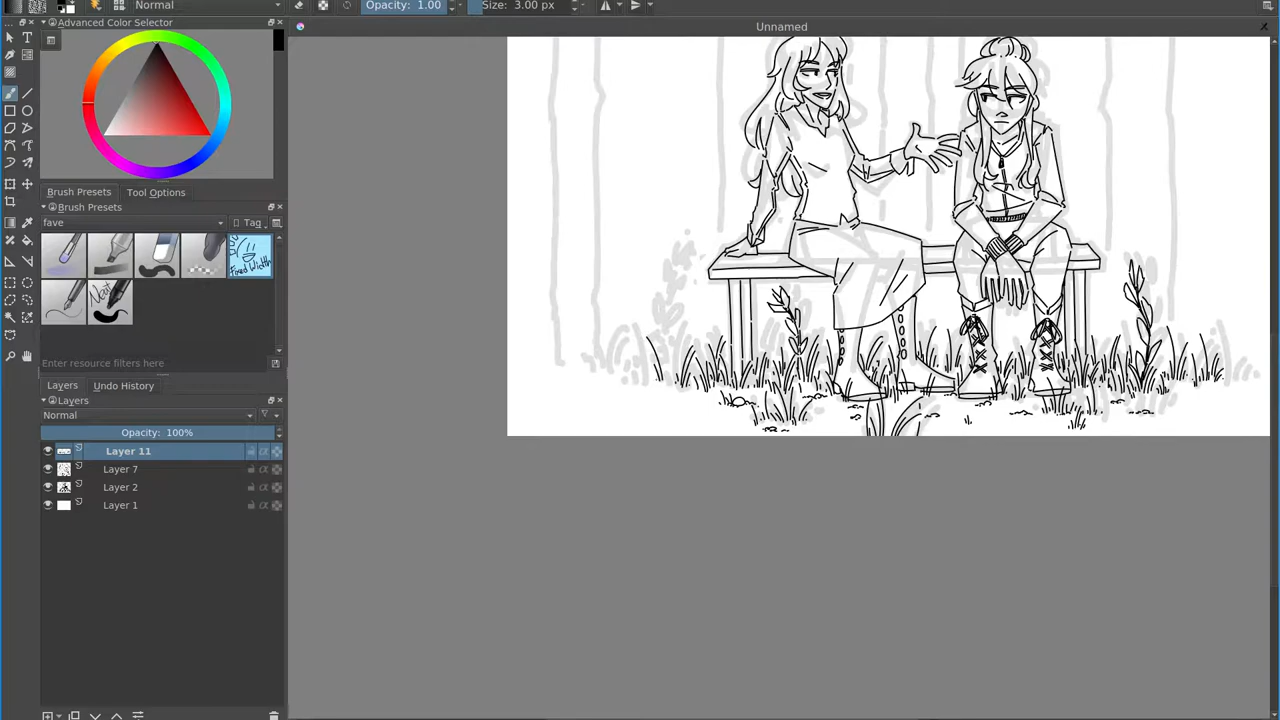 Normal
Opacity: 1.00
Size: 3.00 px
Advanced Color Selector
Unnamed
Brush Presets
Tool Options
Brush Presets
fave
Tag
Fixed Width
Enter resource filters here
Layers
Undo History
Layers
Normal
Opacity: 100%
Layer 11
Layer 7
Layer 2
Layer 1